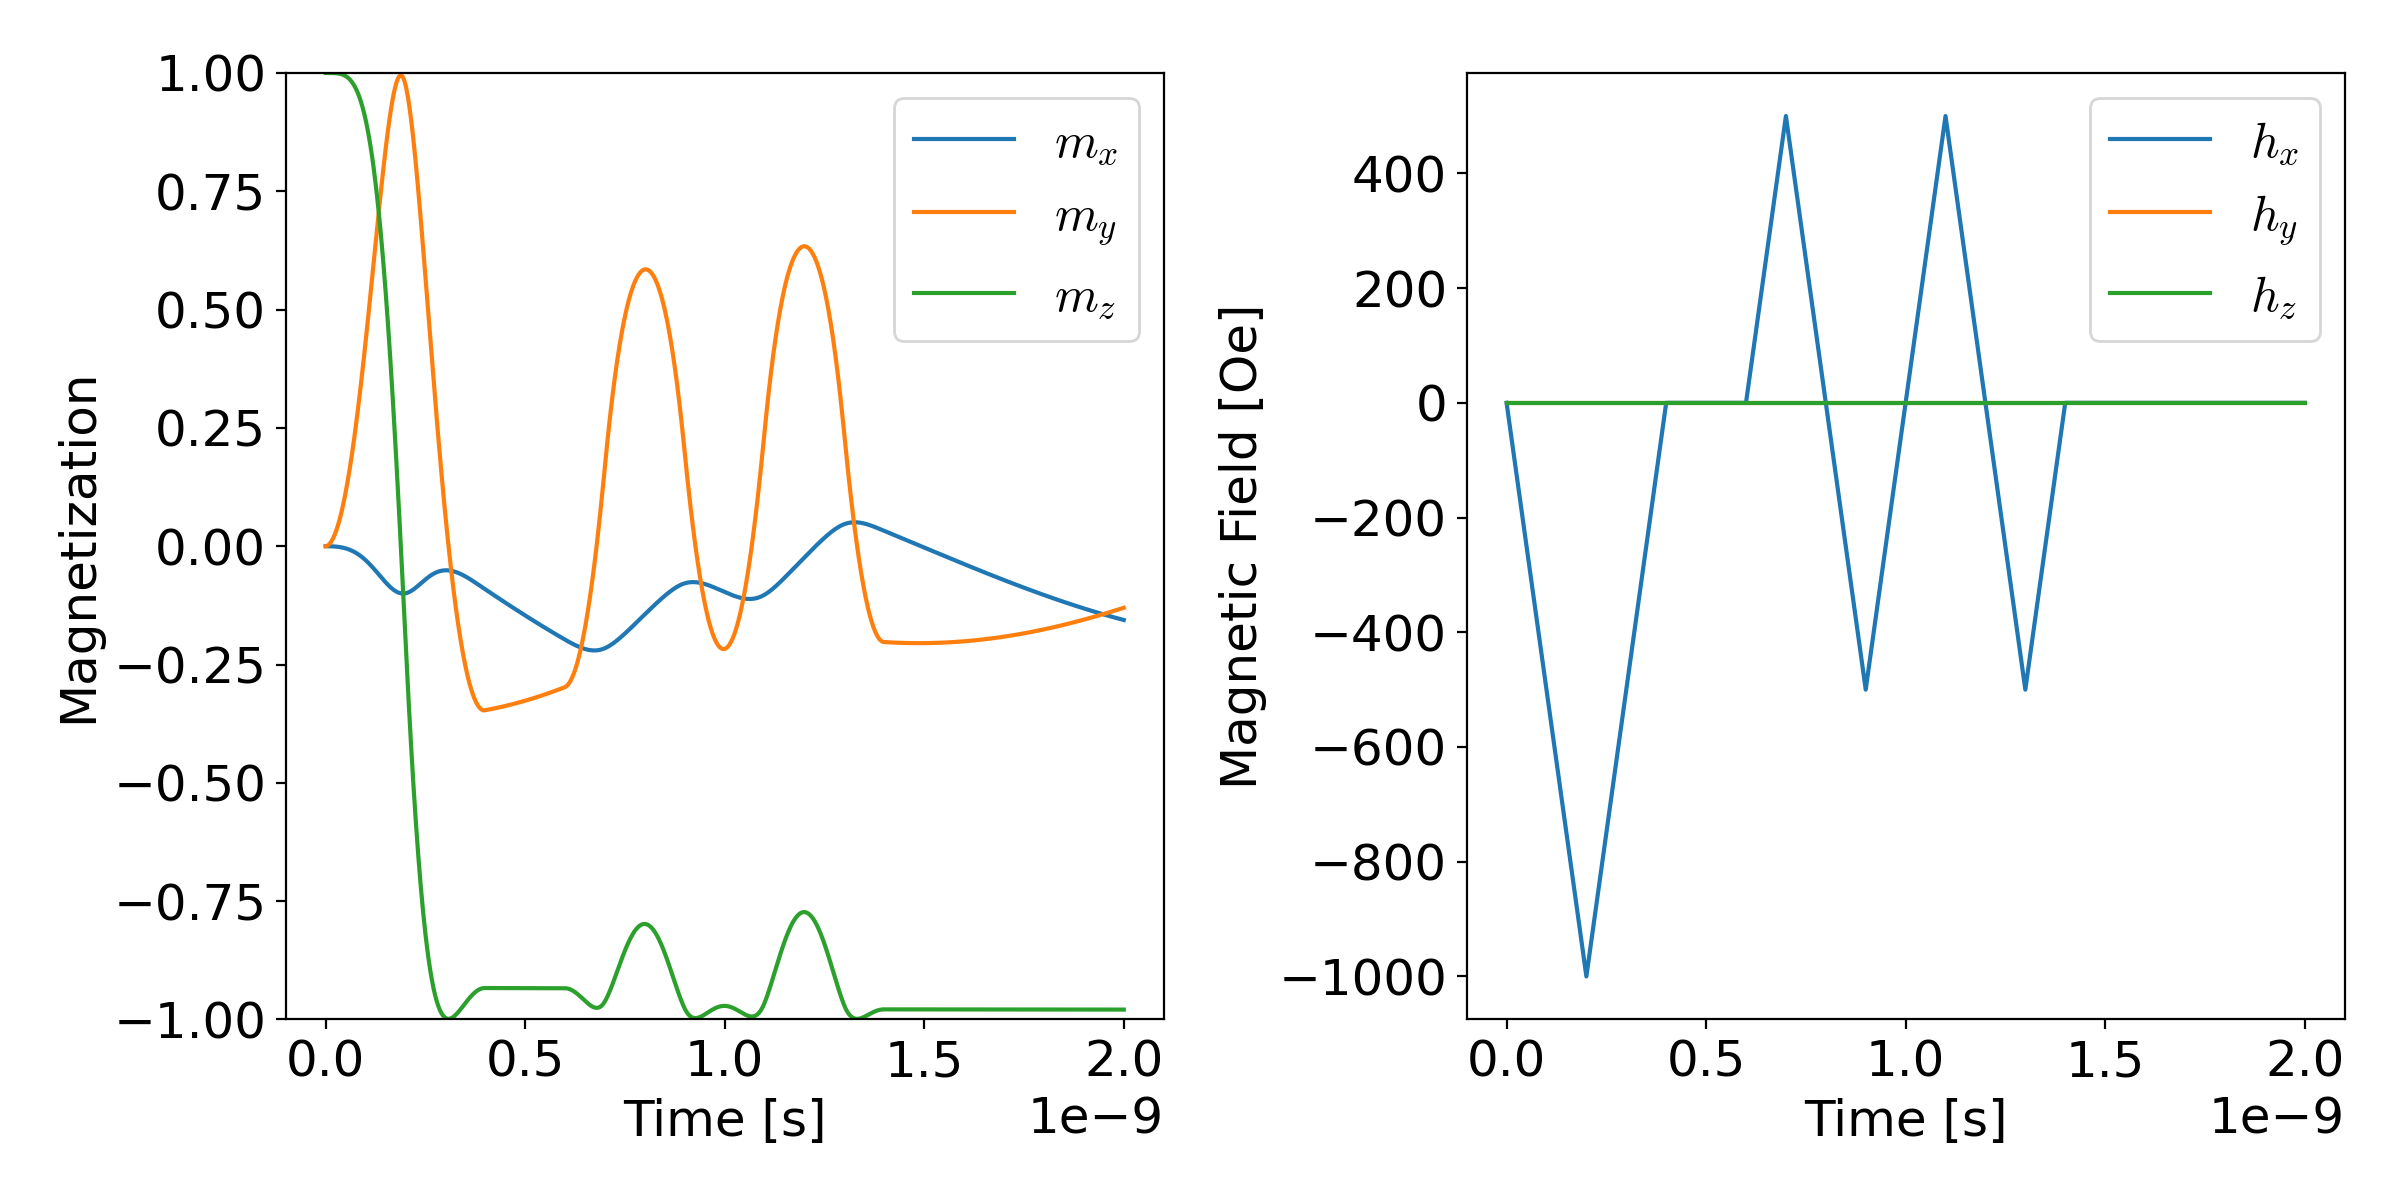 Magnetization
1.00
0.75
0.50
0.25
0.00
−0.25
−0.50
−0.75
−1.00
0.0 0.5 1.0 1.5 2.0
Time [s]
1e−9
m_x
m_y
m_z
Magnetic Field [Oe]
400
200
0
−200
−400
−600
−800
−1000
0.0 0.5 1.0 1.5 2.0
Time [s]
1e−9
h_x
h_y
h_z